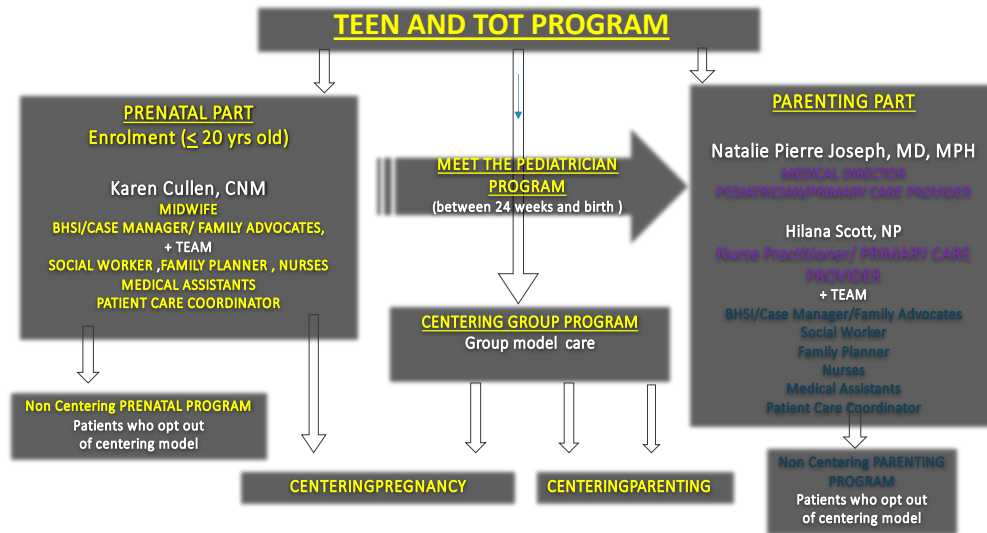 TEEN AND TOT PROGRAM
PRENATAL PART
Enrolment (≤ 20 yrs old)
Karen Cullen, CNM
MIDWIFE
BHSI/CASE MANAGER/ FAMILY ADVOCATES,
+ TEAM
SOCIAL WORKER ,FAMILY PLANNER , NURSES
MEDICAL ASSISTANTS
PATIENT CARE COORDINATOR
MEET THE PEDIATRICIAN
PROGRAM
(between 24 weeks and birth )
PARENTING PART
Natalie Pierre Joseph, MD, MPH
MEDICAL DIRECTOR
PEDIATRICIAN/PRIMARY CARE PROVIDER
Hilana Scott, NP
Nurse Practitioner/ PRIMARY CARE
PROVIDER
+ TEAM
BHSI/Case Manager/Family Advocates
Social Worker
Family Planner
Nurses
Medical Assistants
Patient Care Coordinator
CENTERING GROUP PROGRAM
Group model care
Non Centering PRENATAL PROGRAM
Patients who opt out
of centering model
CENTERINGPREGNANCY
CENTERINGPARENTING
Non Centering PARENTING
PROGRAM
Patients who opt out
of centering model